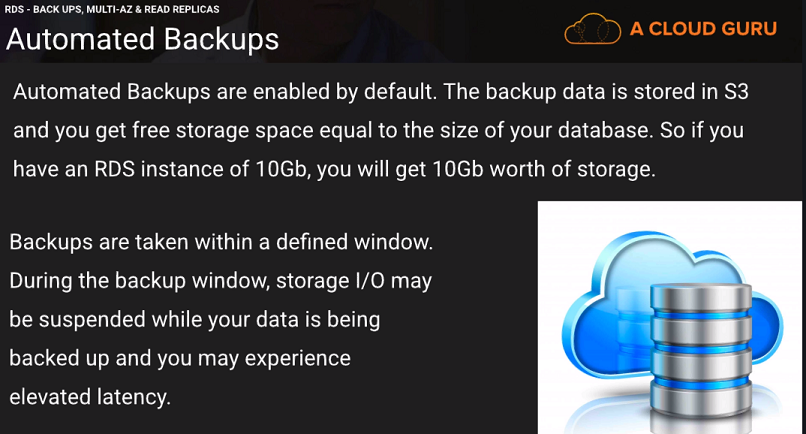 RDS - BACK UPS, MULTI-AZ & READ REPLICAS
Automated Backups
A CLOUD GURU
Automated Backups are enabled by default. The backup data is stored in S3
and you get free storage space equal to the size of your database. So if you
have an RDS instance of 10Gb, you will get 10Gb worth of storage.
Backups are taken within a defined window.
During the backup window, storage I/O may
be suspended while your data is being
backed up and you may experience
elevated latency.